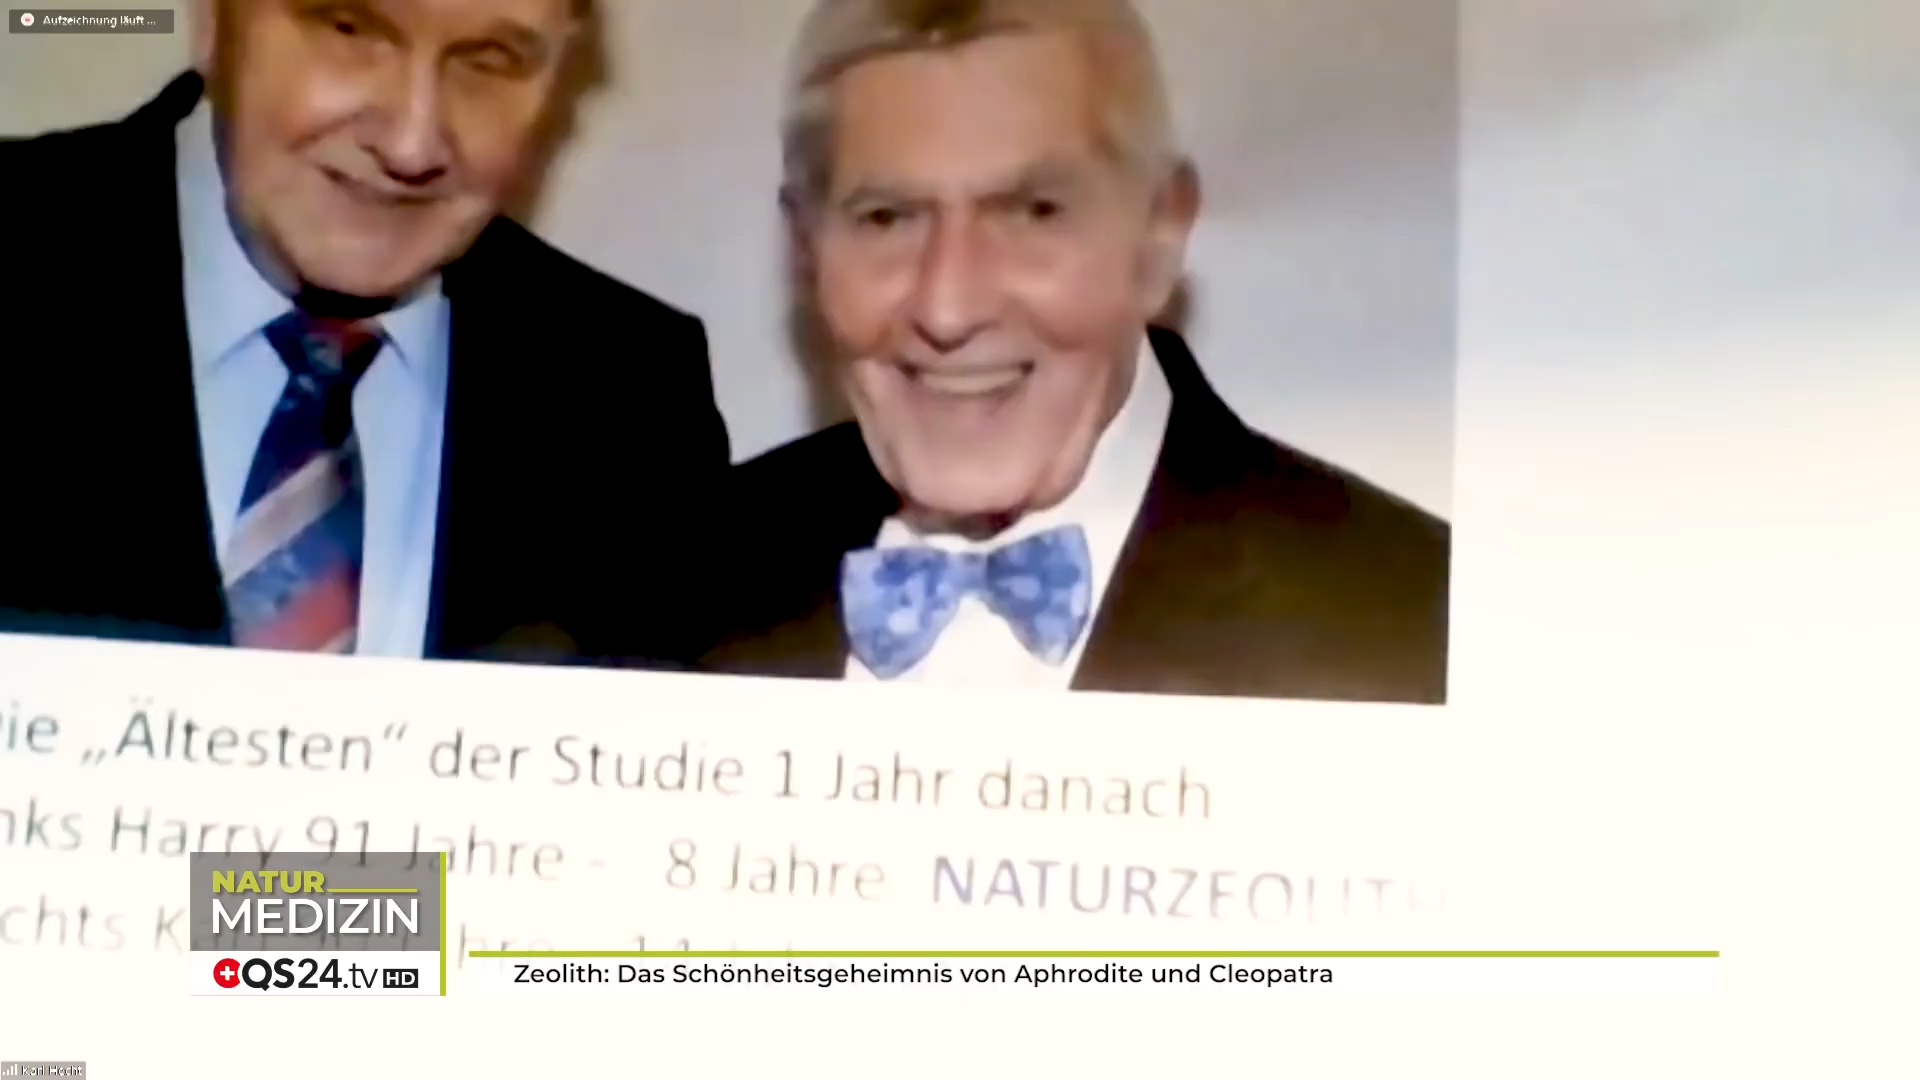 Aufzeichnung läuft ...
ie „Ältesten“ der Studie 1 Jahr danach
nks Harry 91 Jahre - 8 Jahre NATURZEOLITH
chts
NATUR
MEDIZIN
QS24.tv HD
Zeolith: Das Schönheitsgeheimnis von Aphrodite und Cleopatra
Karl Hecht